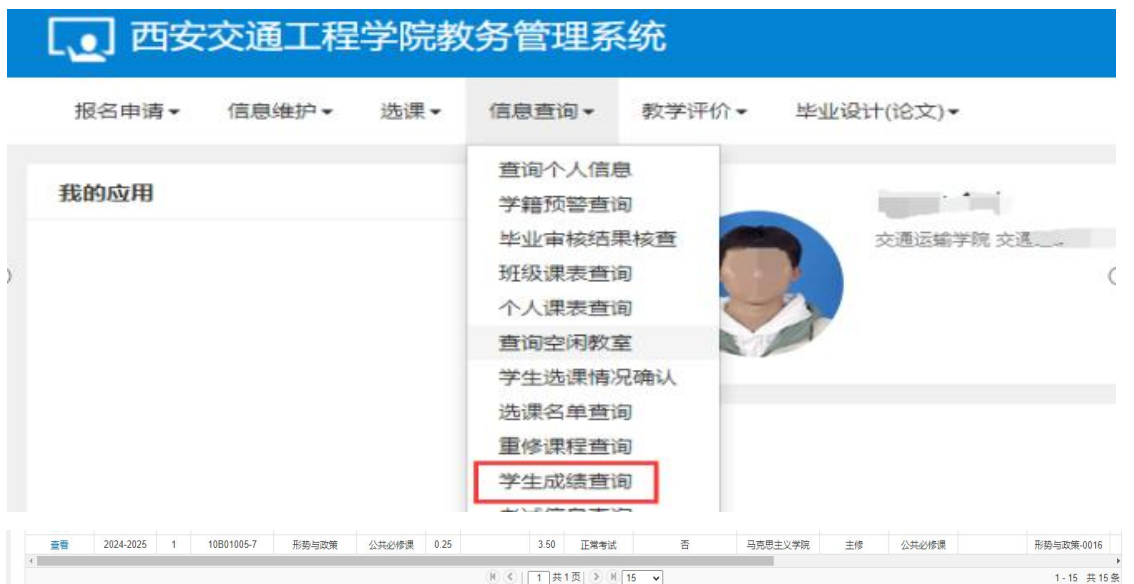 西安交通工程学院教务管理系统
报名申请 信息维护 选课 信息查询 教学评价 毕业设计(论文)
我的应用
查询个人信息
学籍预警查询
毕业审核结果核查
班级课表查询
个人课表查询
查询空闲教室
学生选课情况确认
选课名单查询
重修课程查询
学生成绩查询
交通运输学院 交通
查看 2024-2025 1 10B01005-7 形势与政策 公共必修课 0.25 3.50 正常考试 否 马克思主义学院 主修 公共必修课 形势与政策-0016
1 共1页 15 1-15 共15条